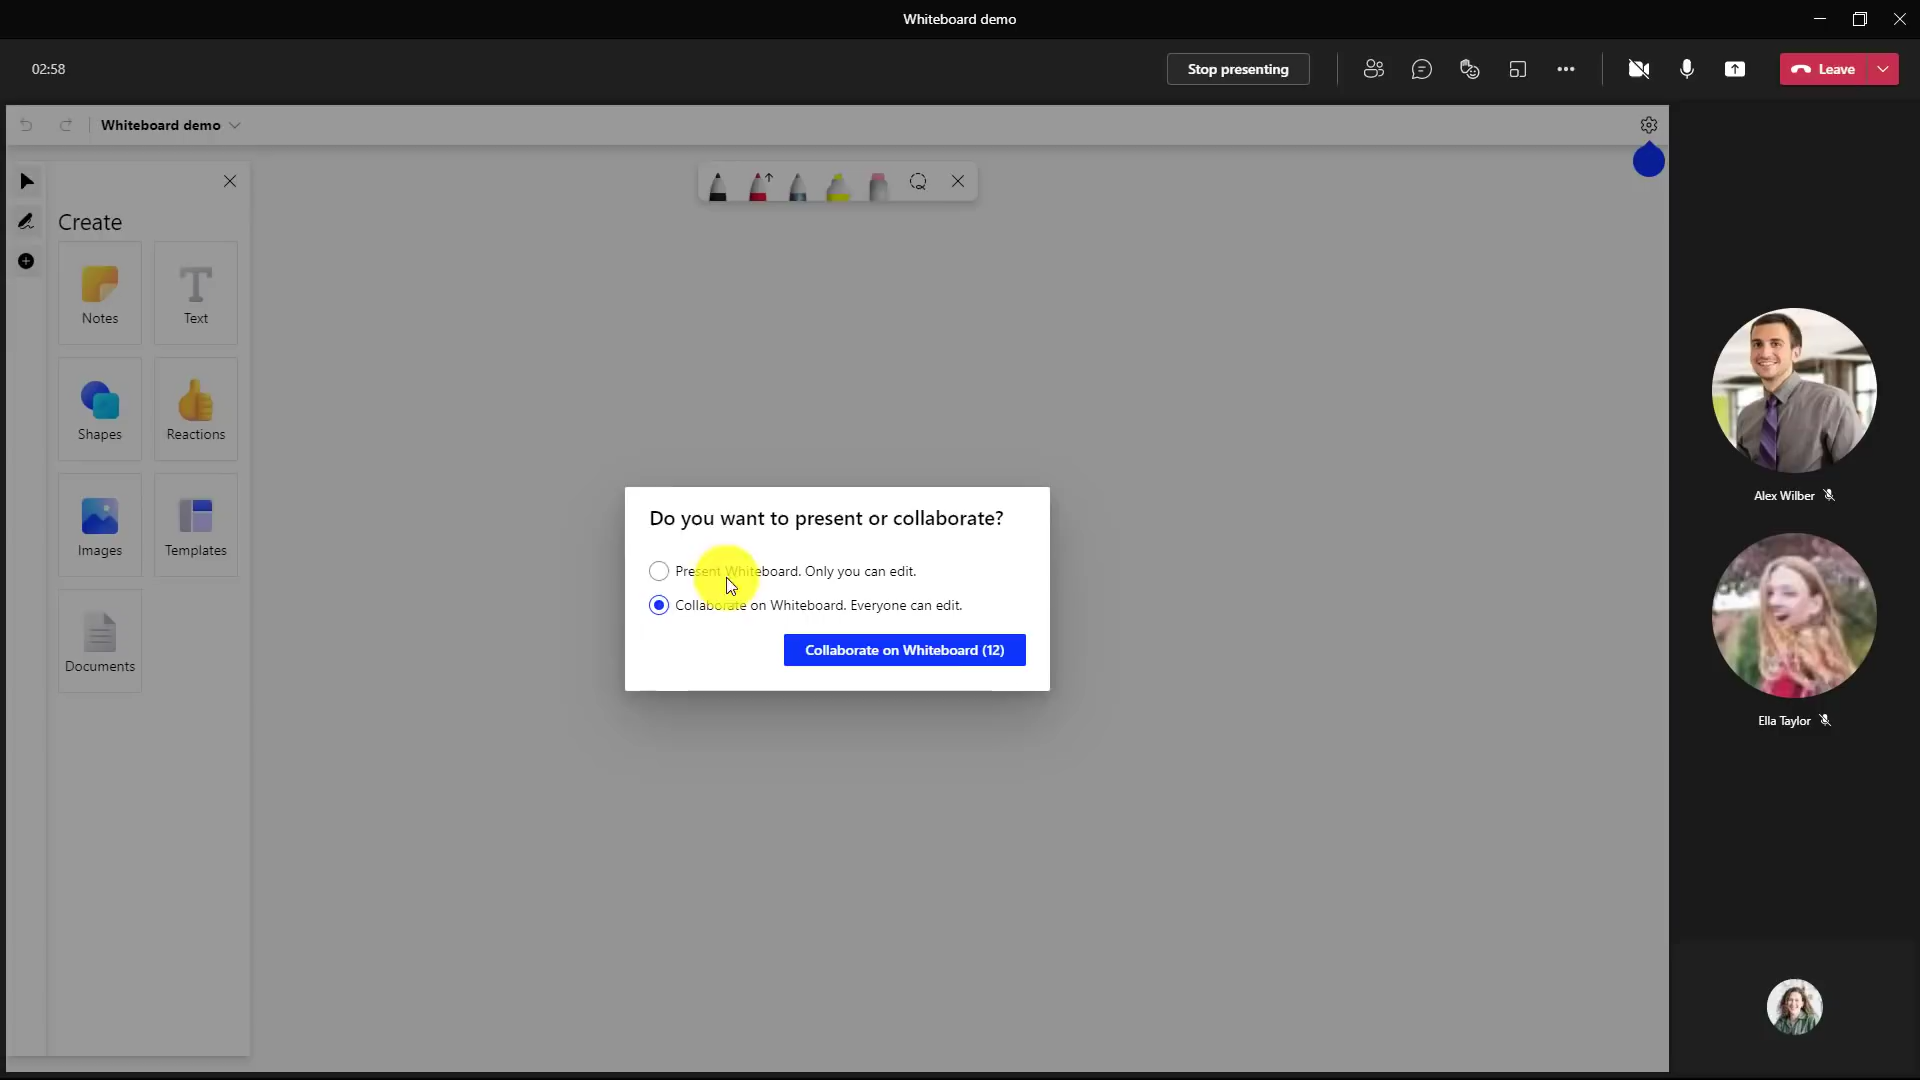 Whiteboard demo
02:58
Stop presenting
Leave
Whiteboard demo
Create
Notes
Text
Shapes
Reactions
Images
Templates
Documents
Do you want to present or collaborate?
Present Whiteboard. Only you can edit.
Collaborate on Whiteboard. Everyone can edit.
Collaborate on Whiteboard (12)
Alex Wilber
Ella Taylor